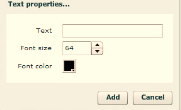 Text properties...
Text
Font size 64
Font color
Add Cancel